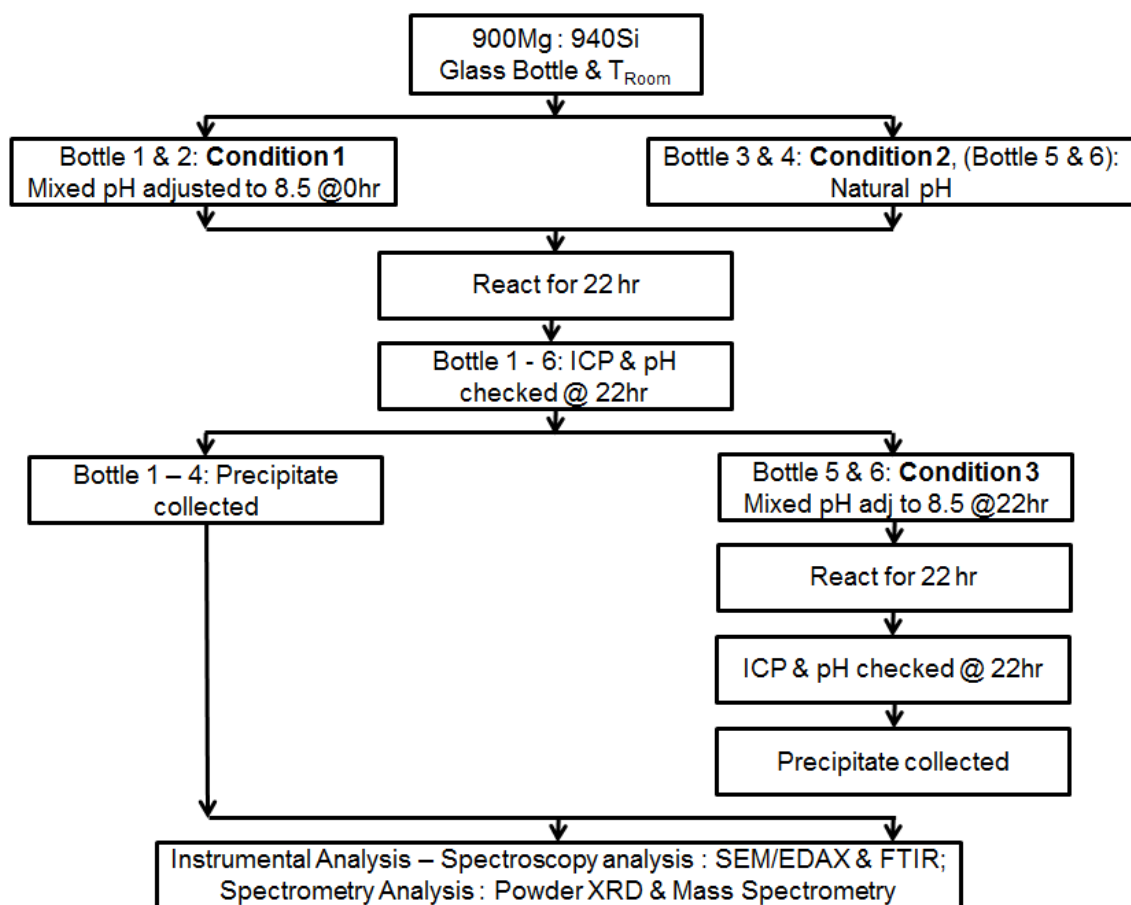 900Mg : 940Si
Glass Bottle & TRoom
Bottle 1 & 2: Condition 1
Mixed pH adjusted to 8.5 @0hr
Bottle 3 & 4: Condition 2, (Bottle 5 & 6):
Natural pH
React for 22 hr
Bottle 1 - 6: ICP & pH
checked @ 22hr
Bottle 1 – 4: Precipitate
collected
Bottle 5 & 6: Condition 3
Mixed pH adj to 8.5 @22hr
React for 22 hr
ICP & pH checked @ 22hr
Precipitate collected
Instrumental Analysis – Spectroscopy analysis : SEM/EDAX & FTIR;
Spectrometry Analysis : Powder XRD & Mass Spectrometry